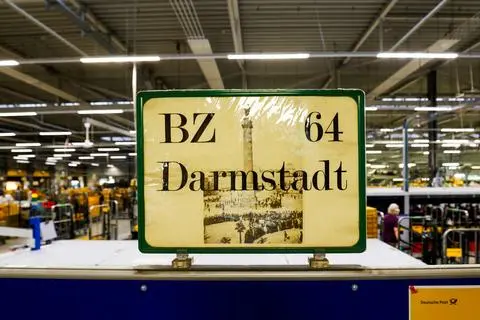 BZ 64
Darmstadt
Deutsche Post